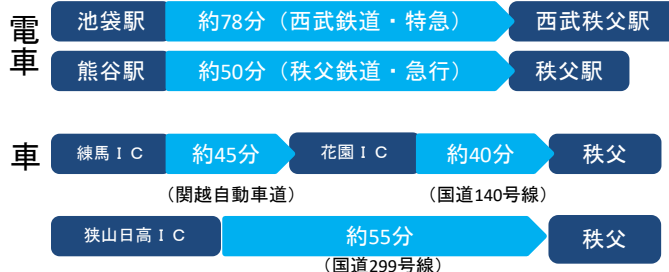 電車
池袋駅 約78分（西武鉄道・特急） 西武秩父駅
熊谷駅 約50分（秩父鉄道・急行） 秩父駅
車
練馬ＩＣ 約45分 花園ＩＣ 約40分 秩父
（関越自動車道） （国道140号線）
狭山日高ＩＣ 約55分 秩父
（国道299号線）